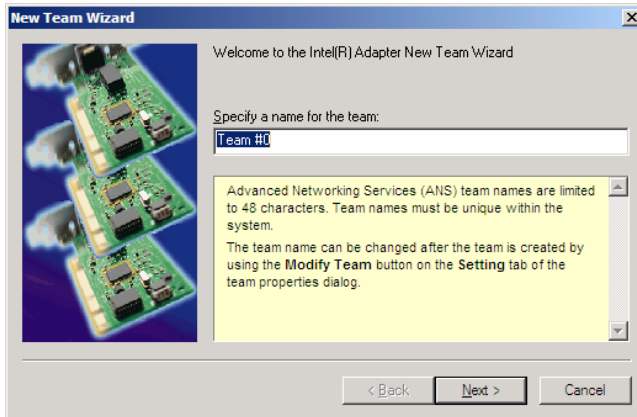 New Team Wizard
Welcome to the Intel(R) Adapter New Team Wizard
Specify a name for the team:
Team #0
Advanced Networking Services (ANS) team names are limited
to 48 characters. Team names must be unique within the
system.
The team name can be changed after the team is created by
using the Modify Team button on the Setting tab of the
team properties dialog.
< Back
Next >
Cancel